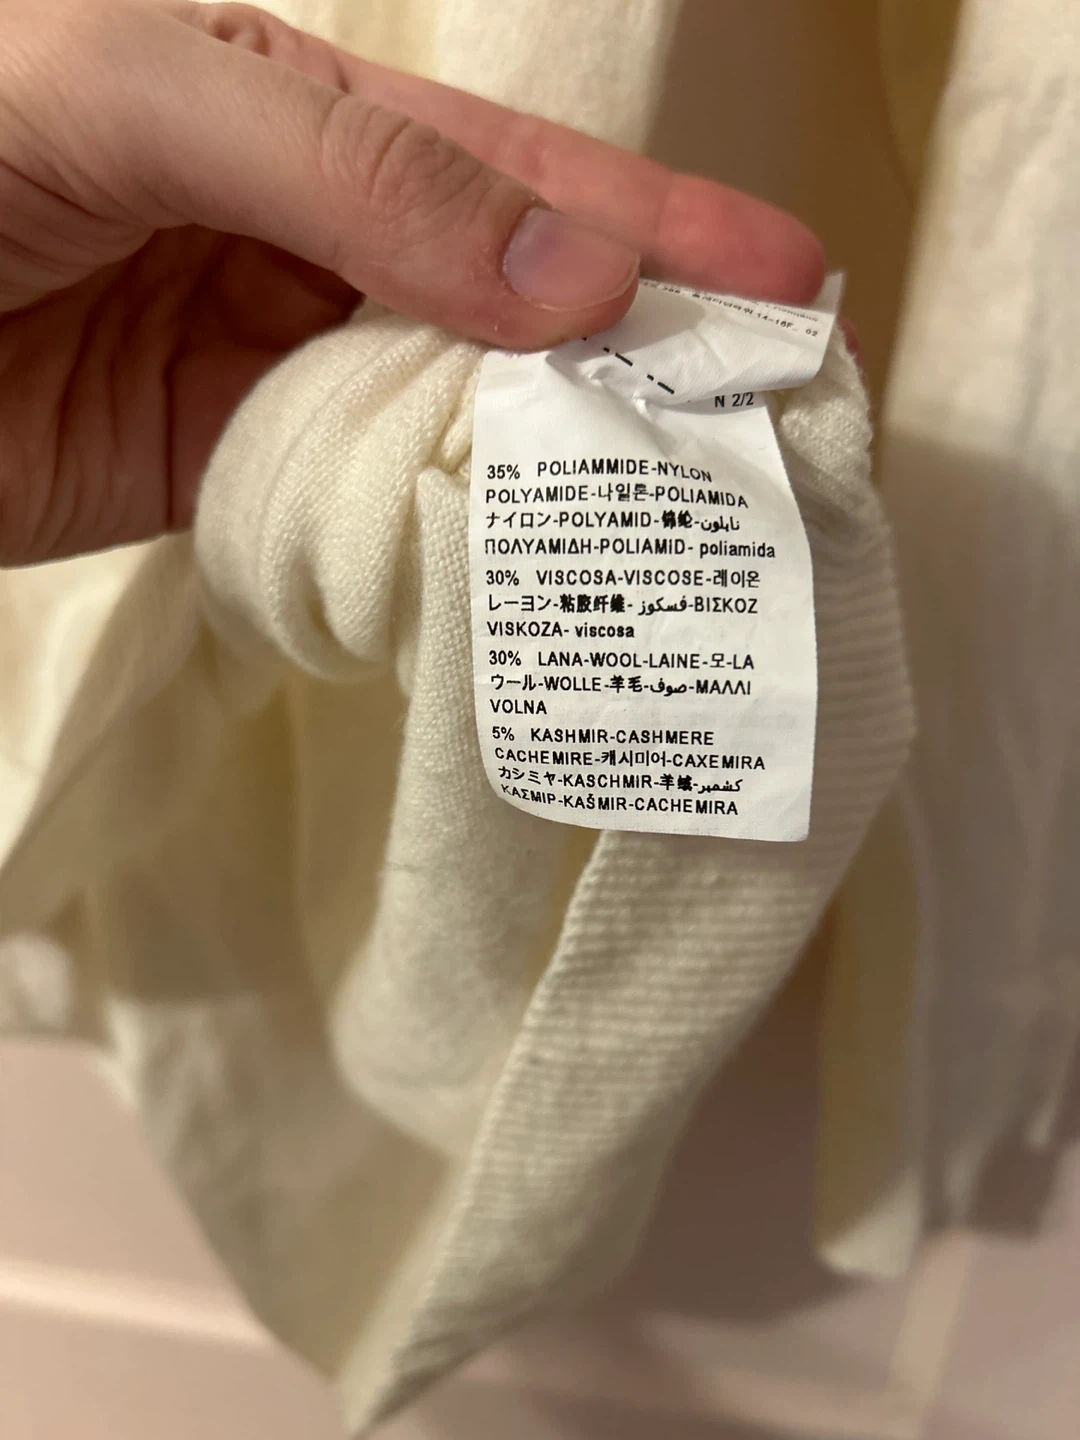 14-16F, 02
N 2/2
35% POLIAMMIDE-NYLON
POLYAMIDE-나일론-POLIAMIDA
ナイロン-POLYAMID-锦纶-نايلون
ΠΟΛΥΑΜΙΔΗ-POLIAMID- poliamida
30% VISCOSA-VISCOSE-레이온
レーヨン-粘胶纤维- فسكوز-ΒΙΣΚΟΖ
VISKOZA- viscosa
30% LANA-WOOL-LAINE-모-LA
ウール-WOLLE-羊毛-صوف-ΜΑΛΛΙ
VOLNA
5% KASHMIR-CASHMERE
CACHEMIRE-캐시미어-CAXEMIRA
カシミヤ-KASCHMIR-羊绒-كشمير
ΚΑΣΜΙΡ-KAŠMIR-CACHEMIRA